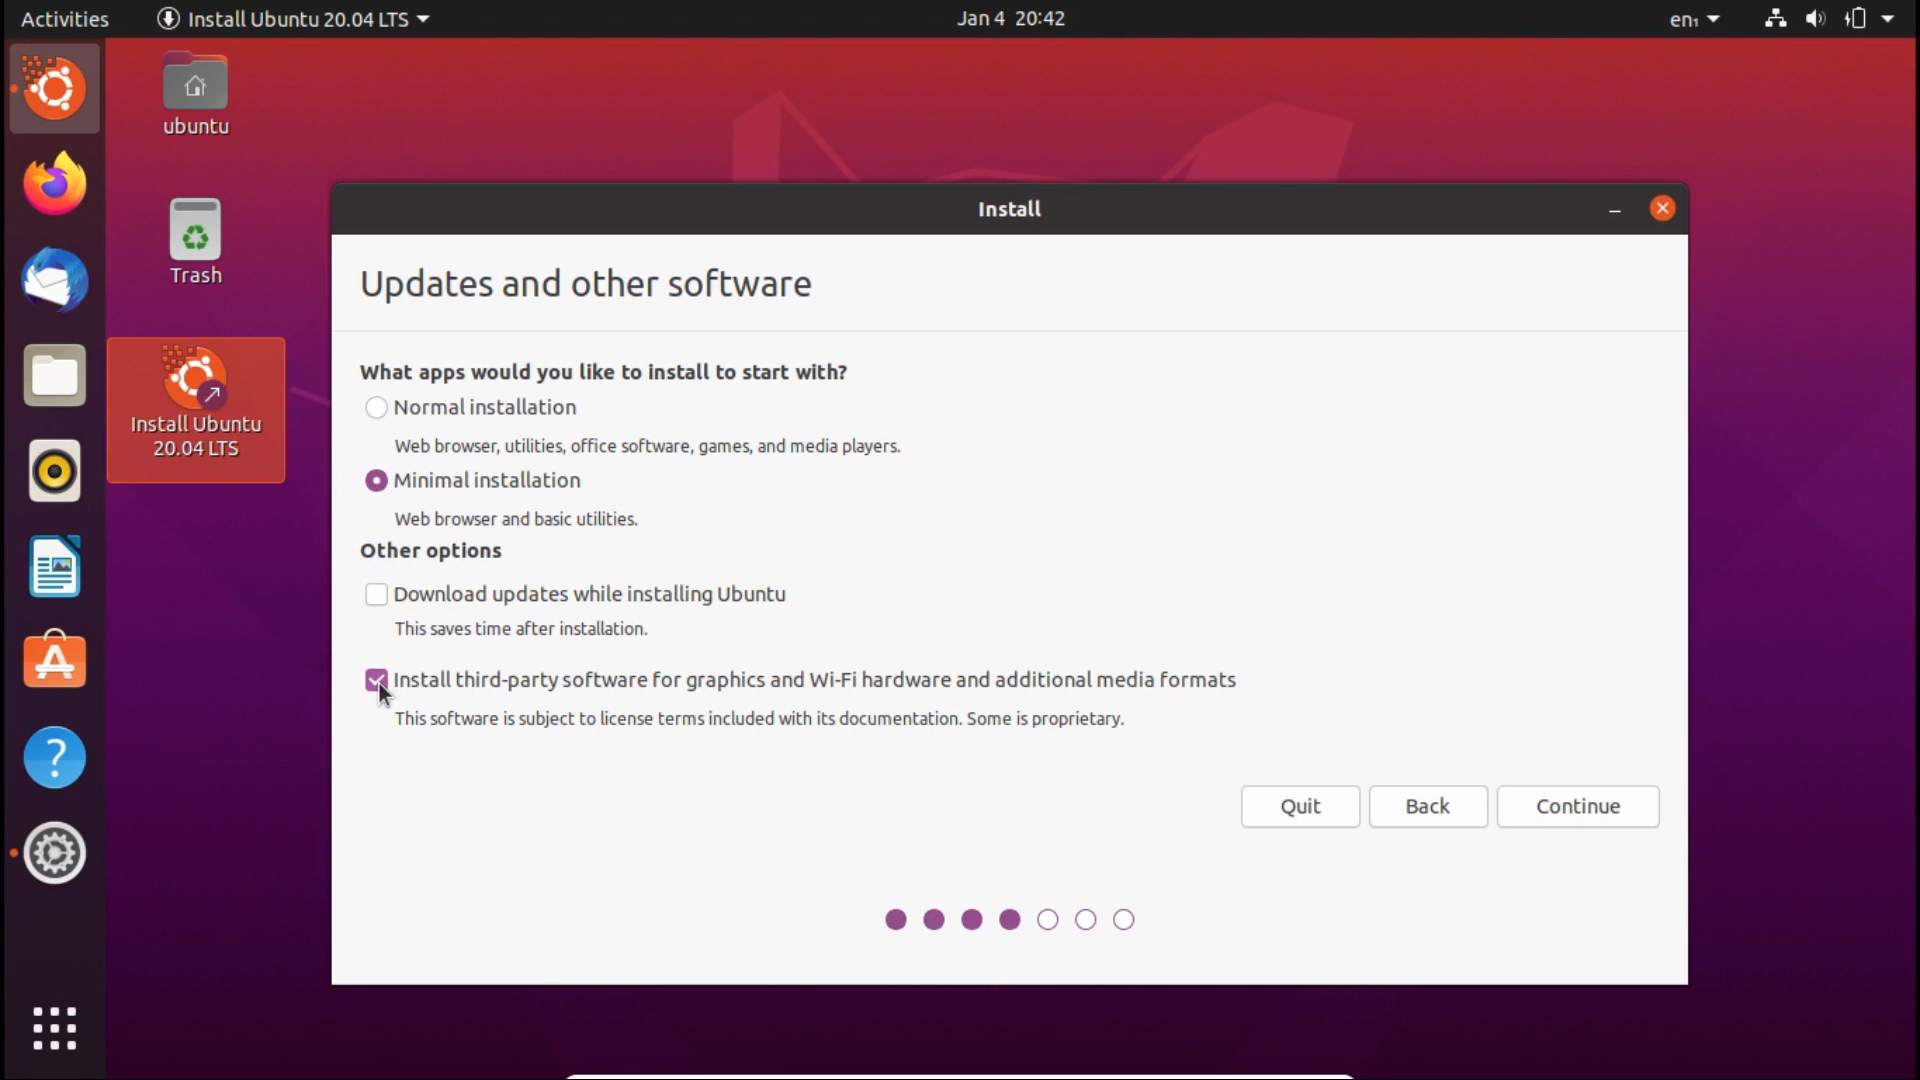 Activities
Install Ubuntu 20.04 LTS
Jan 4 20:42
en₁
ubuntu
Trash
Install Ubuntu
20.04 LTS
Install
Updates and other software
What apps would you like to install to start with?
Normal installation
Web browser, utilities, office software, games, and media players.
Minimal installation
Web browser and basic utilities.
Other options
Download updates while installing Ubuntu
This saves time after installation.
Install third-party software for graphics and Wi-Fi hardware and additional media formats
This software is subject to license terms included with its documentation. Some is proprietary.
Quit
Back
Continue